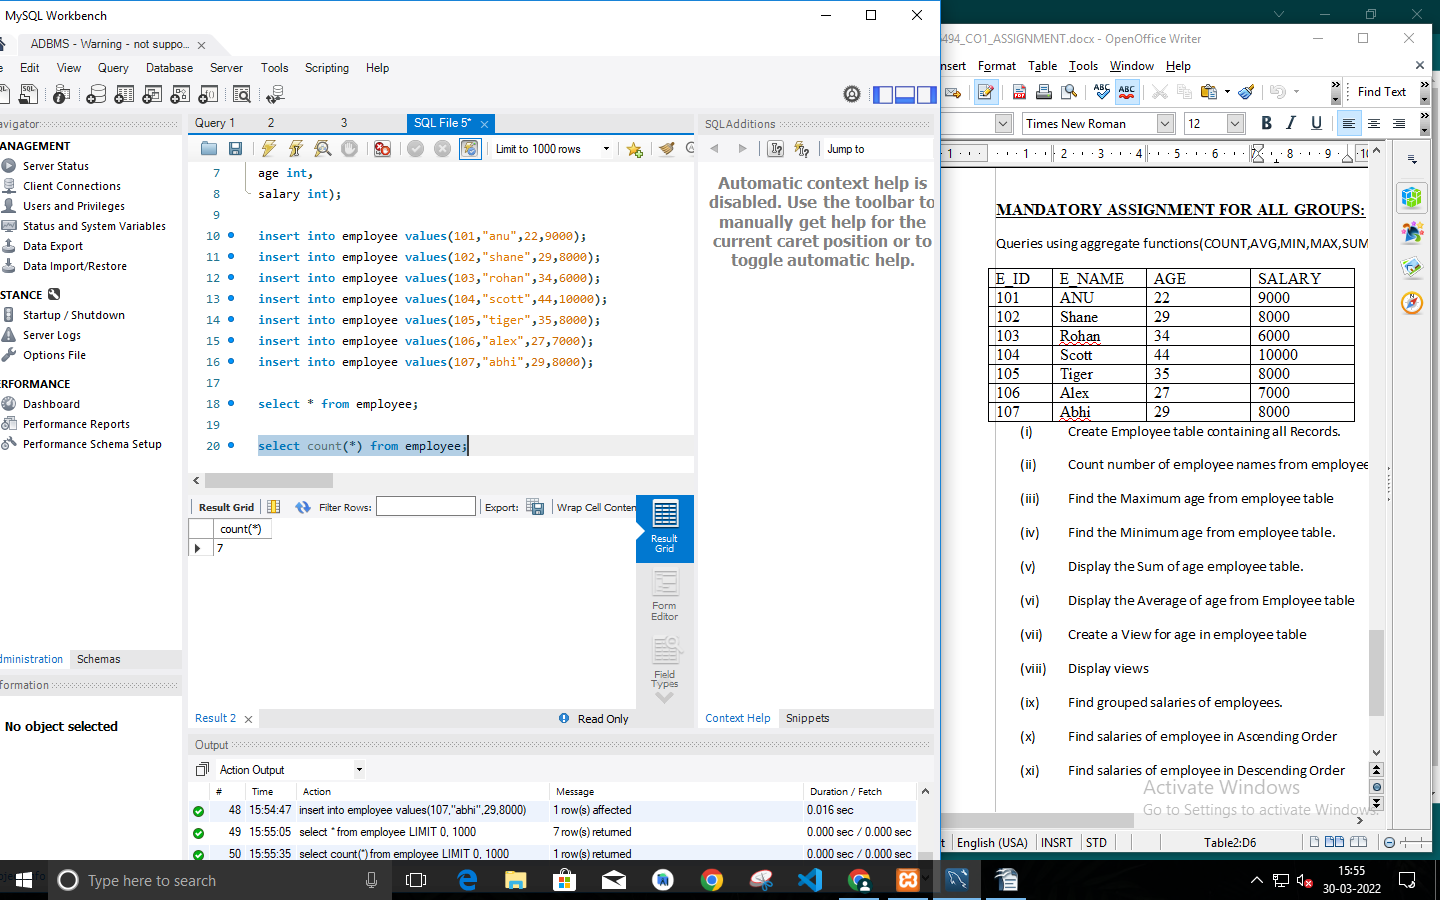 MySQL Workbench
ADBMS - Warning - not suppo...
Edit View Query Database Server Tools Scripting Help
Navigator
MANAGEMENT
Server Status
Client Connections
Users and Privileges
Status and System Variables
Data Export
Data Import/Restore
INSTANCE
Startup / Shutdown
Server Logs
Options File
PERFORMANCE
Dashboard
Performance Reports
Performance Schema Setup
Administration Schemas
Information
No object selected
Query 1 2 3 SQL File 5*
Limit to 1000 rows
7 age int,
8 salary int);
9
10 insert into employee values(101,"anu",22,9000);
11 insert into employee values(102,"shane",29,8000);
12 insert into employee values(103,"rohan",34,6000);
13 insert into employee values(104,"scott",44,10000);
14 insert into employee values(105,"tiger",35,8000);
15 insert into employee values(106,"alex",27,7000);
16 insert into employee values(107,"abhi",29,8000);
17
18 select * from employee;
19
20 select count(*) from employee;
Result Grid Filter Rows: Export: Wrap Cell Conten
count(*)
7
Result Grid
Form Editor
Field Types
Result 2 Read Only
SQLAdditions
Jump to
Automatic context help is
disabled. Use the toolbar to
manually get help for the
current caret position or to
toggle automatic help.
Context Help Snippets
Output
Action Output
# Time Action Message Duration / Fetch
48 15:54:47 insert into employee values(107,"abhi",29,8000) 1 row(s) affected 0.016 sec
49 15:55:05 select * from employee LIMIT 0, 1000 7 row(s) returned 0.000 sec / 0.000 sec
50 15:55:35 select count(*) from employee LIMIT 0, 1000 1 row(s) returned 0.000 sec / 0.000 sec
494_CO1_ASSIGNMENT.docx - OpenOffice Writer
nsert Format Table Tools Window Help
Find Text
Times New Roman 12 B I U
1 1 2 3 4 5 6 7 8 9 10
MANDATORY ASSIGNMENT FOR ALL GROUPS:
Queries using aggregate functions(COUNT,AVG,MIN,MAX,SUM
E_ID E_NAME AGE SALARY
101 ANU 22 9000
102 Shane 29 8000
103 Rohan 34 6000
104 Scott 44 10000
105 Tiger 35 8000
106 Alex 27 7000
107 Abhi 29 8000
(i) Create Employee table containing all Records.
(ii) Count number of employee names from employee
(iii) Find the Maximum age from employee table
(iv) Find the Minimum age from employee table.
(v) Display the Sum of age employee table.
(vi) Display the Average of age from Employee table
(vii) Create a View for age in employee table
(viii) Display views
(ix) Find grouped salaries of employees.
(x) Find salaries of employee in Ascending Order
(xi) Find salaries of employee in Descending Order
Activate Windows
Go to Settings to activate Windows.
t English (USA) INSRT STD Table2:D6
Type here to search
15:55
30-03-2022